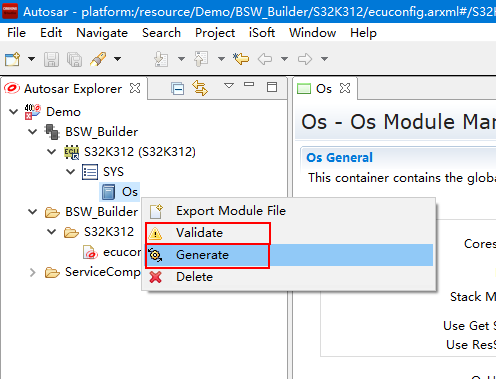 Autosar - platform:/resource/Demo/BSW_Builder/S32K312/ecuconfig.arxml#/S32
File Edit Navigate Search Project iSoft Window Help
Autosar Explorer
Demo
BSW_Builder
S32K312 (S32K312)
SYS
Os
BSW_Builder
S32K312
ecuco
ServiceComp
Export Module File
Validate
Generate
Delete
Os
Os - Os Module Mar
Os General
This container contains the globa
Cores
Stack M
Use Get S
Use ResS